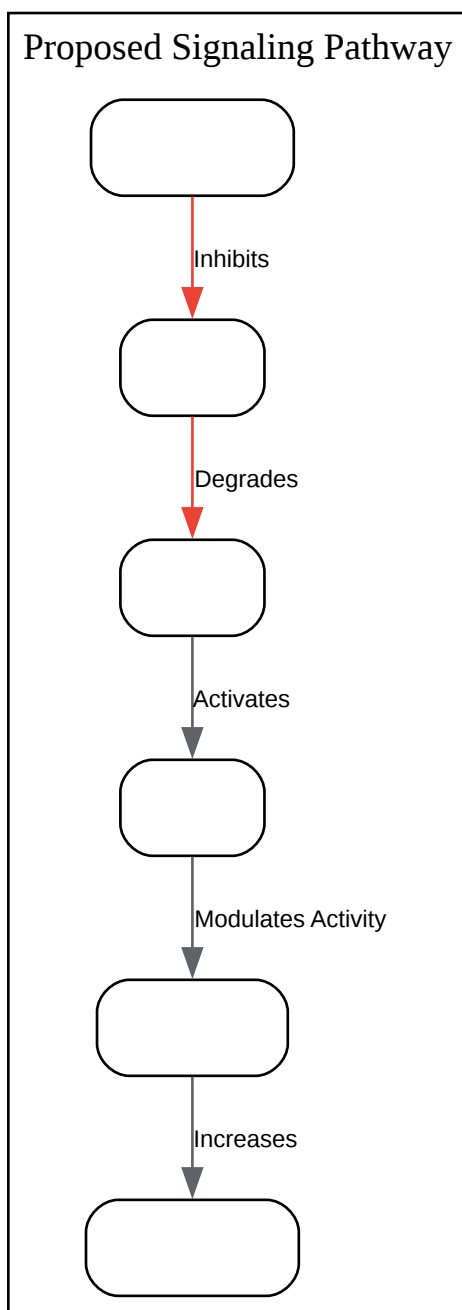 Proposed Signaling Pathway
Inhibits
Degrades
Activates
Modulates Activity
Increases